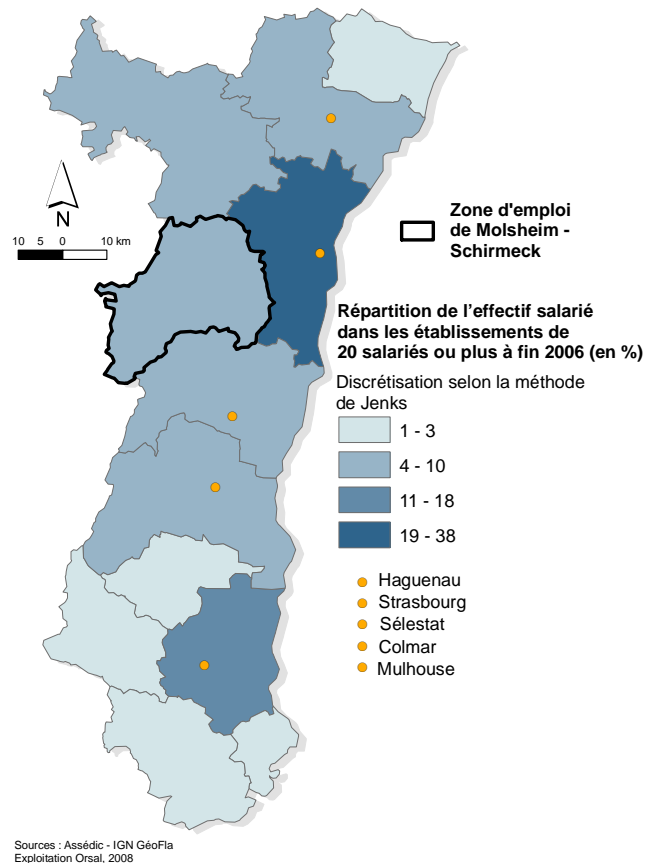 N
10 5 0 10 km
Zone d'emploi
de Molsheim -
Schirmeck
Répartition de l'effectif salarié
dans les établissements de
20 salariés ou plus à fin 2006 (en %)
Discrétisation selon la méthode
de Jenks
1 - 3
4 - 10
11 - 18
19 - 38
Haguenau
Strasbourg
Sélestat
Colmar
Mulhouse
Sources : Assédic - IGN GéoFla
Exploitation Orsal, 2008